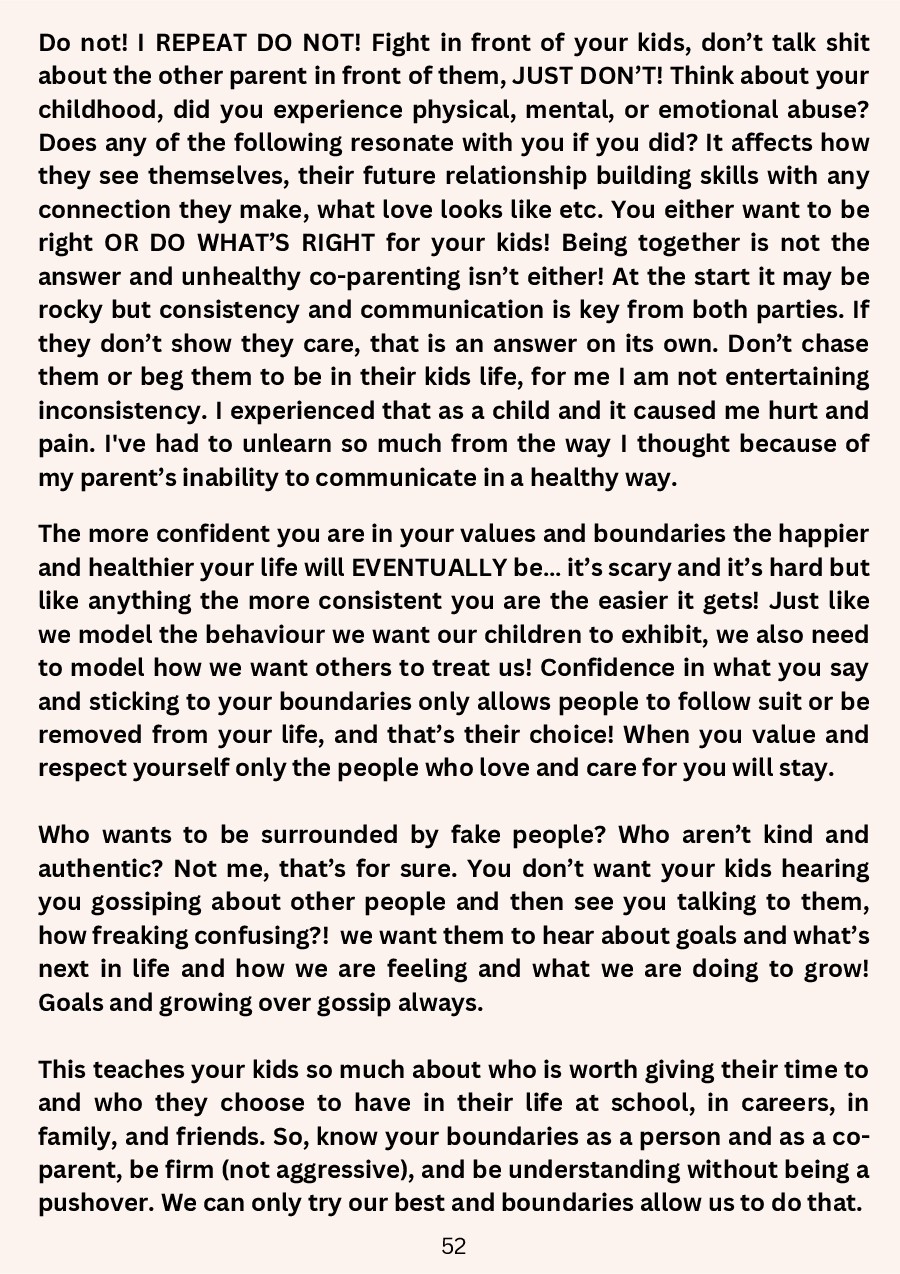 Do not! I REPEAT DO NOT! Fight in front of your kids, don’t talk shit
about the other parent in front of them, JUST DON’T! Think about your
childhood, did you experience physical, mental, or emotional abuse?
Does any of the following resonate with you if you did? It affects how
they see themselves, their future relationship building skills with any
connection they make, what love looks like etc. You either want to be
right OR DO WHAT’S RIGHT for your kids! Being together is not the
answer and unhealthy co-parenting isn’t either! At the start it may be
rocky but consistency and communication is key from both parties. If
they don’t show they care, that is an answer on its own. Don’t chase
them or beg them to be in their kids life, for me I am not entertaining
inconsistency. I experienced that as a child and it caused me hurt and
pain. I've had to unlearn so much from the way I thought because of
my parent’s inability to communicate in a healthy way.
The more confident you are in your values and boundaries the happier
and healthier your life will EVENTUALLY be... it’s scary and it’s hard but
like anything the more consistent you are the easier it gets! Just like
we model the behaviour we want our children to exhibit, we also need
to model how we want others to treat us! Confidence in what you say
and sticking to your boundaries only allows people to follow suit or be
removed from your life, and that’s their choice! When you value and
respect yourself only the people who love and care for you will stay.
Who wants to be surrounded by fake people? Who aren’t kind and
authentic? Not me, that’s for sure. You don’t want your kids hearing
you gossiping about other people and then see you talking to them,
how freaking confusing?!  we want them to hear about goals and what’s
next in life and how we are feeling and what we are doing to grow!
Goals and growing over gossip always.
This teaches your kids so much about who is worth giving their time to
and who they choose to have in their life at school, in careers, in
family, and friends. So, know your boundaries as a person and as a co-
parent, be firm (not aggressive), and be understanding without being a
pushover. We can only try our best and boundaries allow us to do that.
52